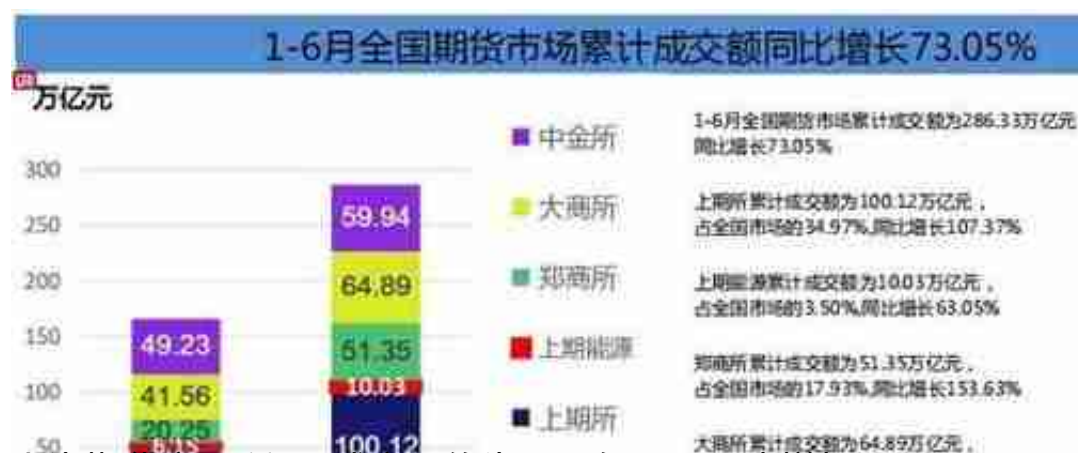 1-6月全国期货市场累计成交额同比增长73.05%
万亿元
300
250
200
150
100
50
49.23
41.56
20.25
6.15
59.94
64.89
51.35
10.03
100.12
中金所
大商所
郑商所
上期能源
上期所
1-6月全国期货市场累计成交额为286.33万亿元
同比增长73.05%
上期所累计成交额为100.12万亿元，
占全国市场的34.97%,同比增长107.37%
上期能源累计成交额为10.03万亿元，
占全国市场的3.50%,同比增长63.05%
郑商所累计成交额为51.35万亿元，
占全国市场的17.93%,同比增长153.63%
大商所累计成交额为64.89万亿元，